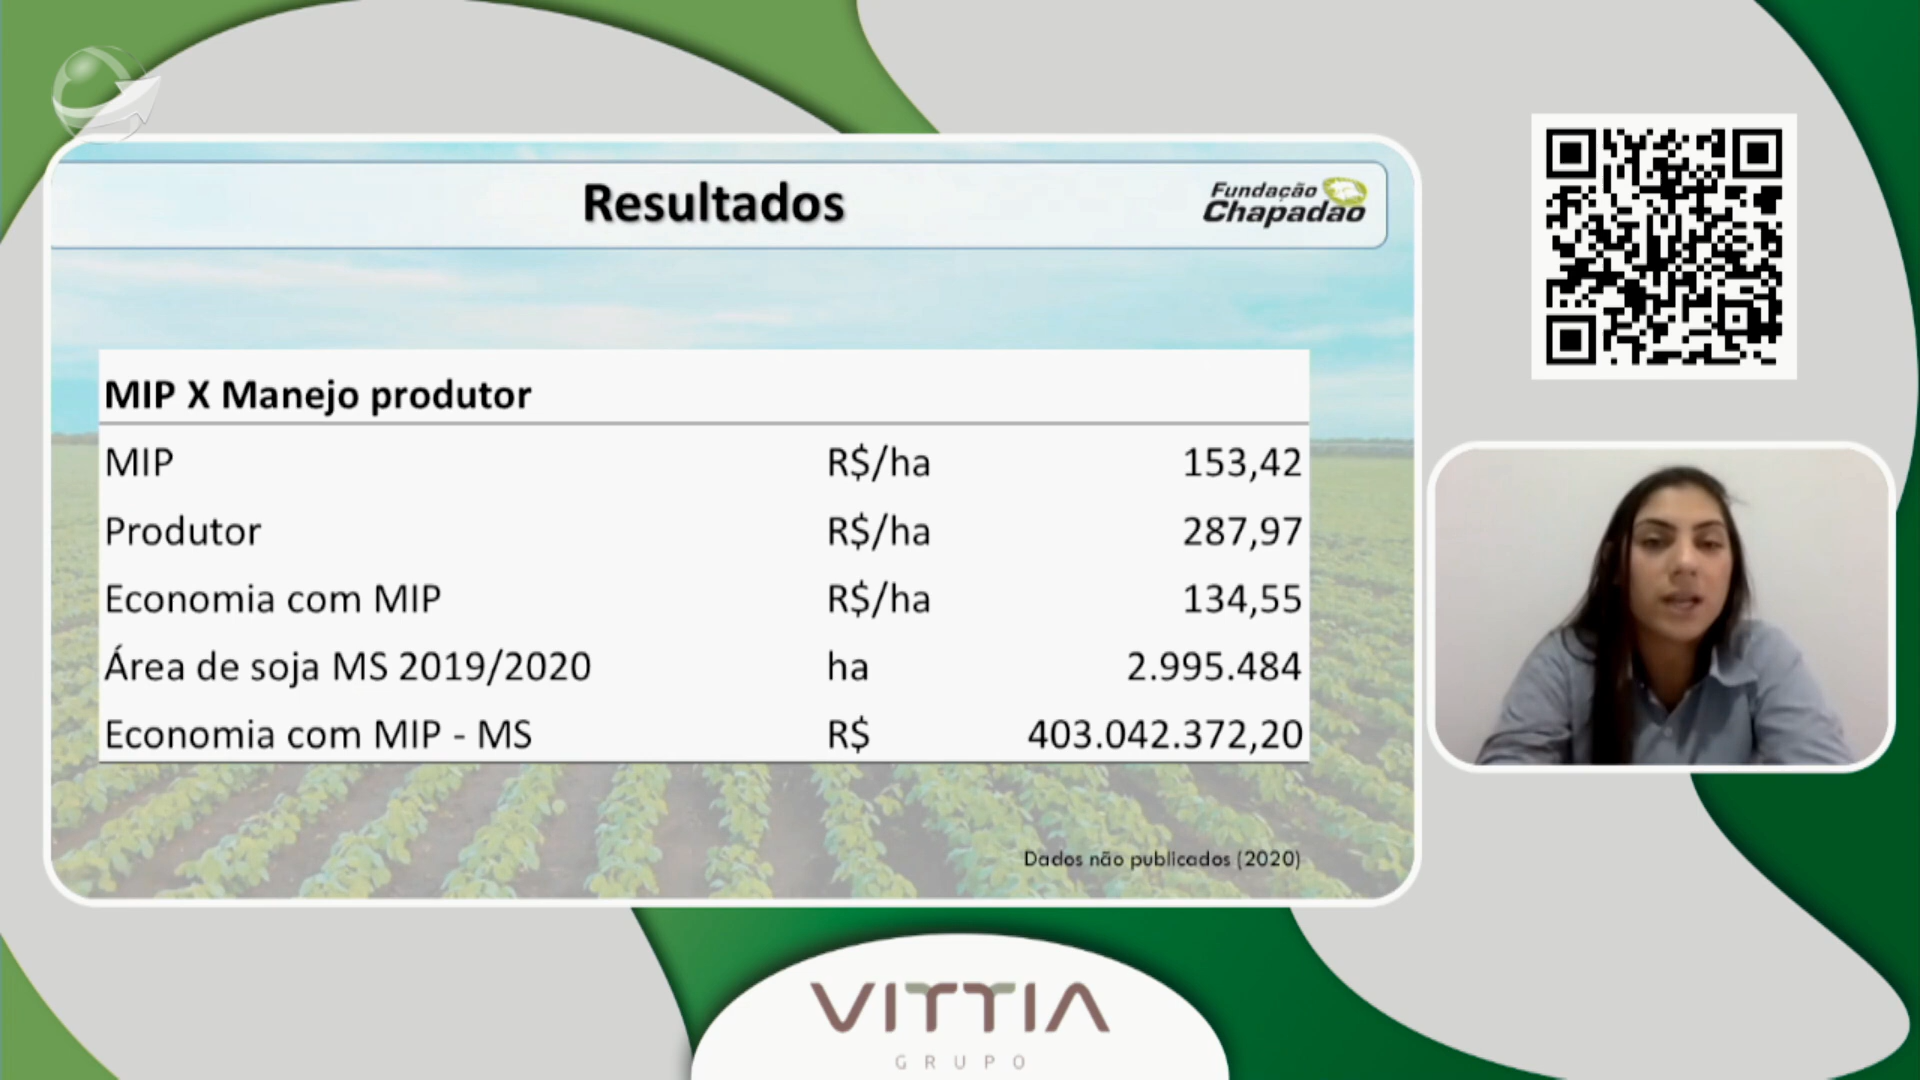 Resultados
Fundação
Chapadão
MIP X Manejo produtor
MIP R$/ha 153,42
Produtor R$/ha 287,97
Economia com MIP R$/ha 134,55
Área de soja MS 2019/2020 ha 2.995.484
Economia com MIP - MS R$ 403.042.372,20
Dados não publicados (2020)
VITTIA
GRUPO